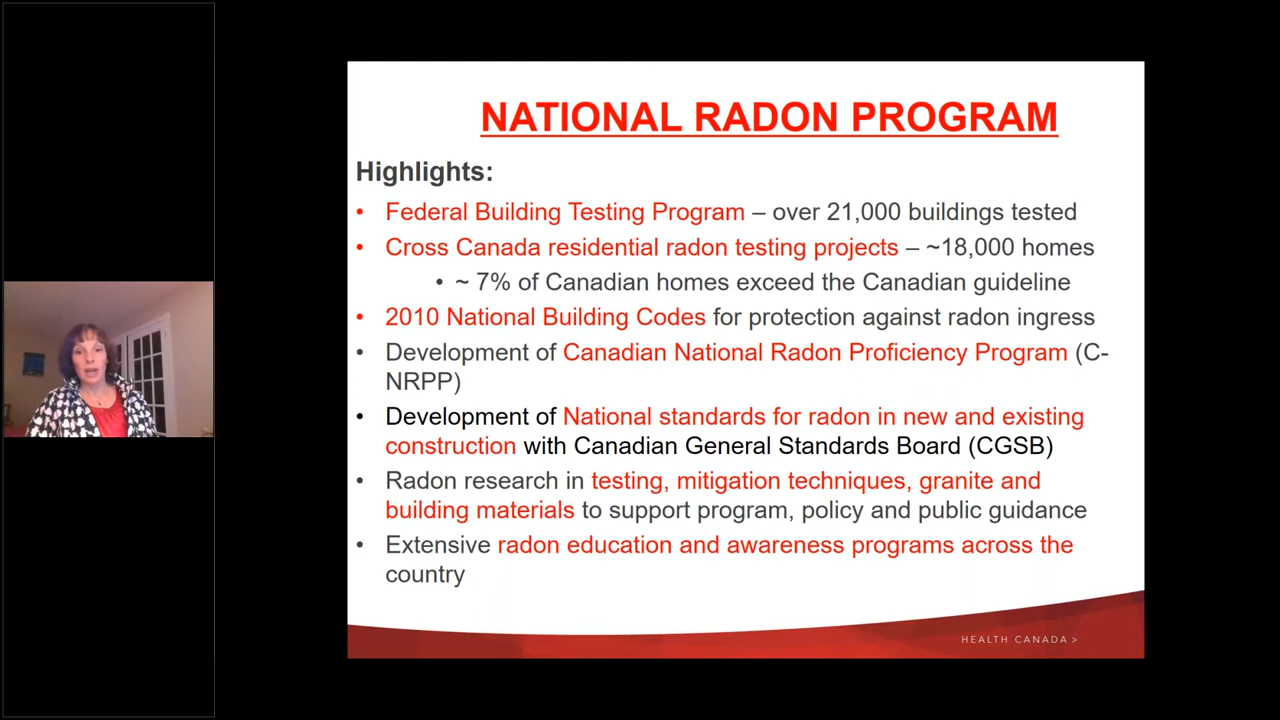 NATIONAL RADON PROGRAM
Highlights:
• Federal Building Testing Program – over 21,000 buildings tested
• Cross Canada residential radon testing projects – ~18,000 homes
• ~ 7% of Canadian homes exceed the Canadian guideline
• 2010 National Building Codes for protection against radon ingress
• Development of Canadian National Radon Proficiency Program (C-
NRPP)
• Development of National standards for radon in new and existing
construction with Canadian General Standards Board (CGSB)
• Radon research in testing, mitigation techniques, granite and
building materials to support program, policy and public guidance
• Extensive radon education and awareness programs across the
country
HEALTH CANADA >